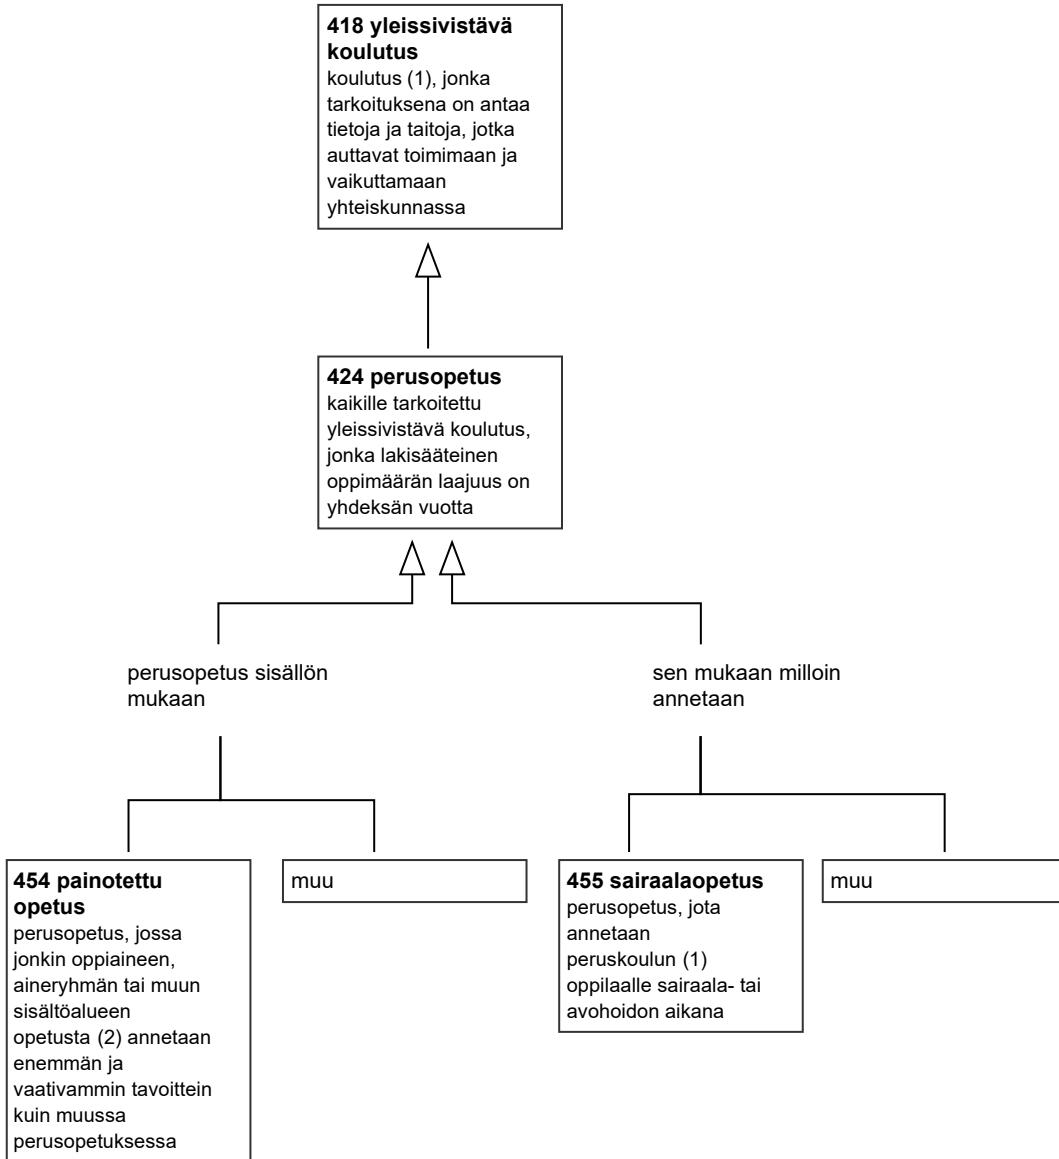 418 yleissivistävä
koulutus
koulutus (1), jonka
tarkoituksena on antaa
tietoja ja taitoja, jotka
auttavat toimimaan ja
vaikuttamaan
yhteiskunnassa
424 perusopetus
kaikille tarkoitettu
yleissivistävä koulutus,
jonka lakisääteinen
oppimäärän laajuus on
yhdeksän vuotta
perusopetus sisällön
mukaan
sen mukaan milloin
annetaan
454 painotettu
opetus
perusopetus, jossa
jonkin oppiaineen,
aineryhmän tai muun
sisältöalueen
opetusta (2) annetaan
enemmän ja
vaativammin tavoittein
kuin muussa
perusopetuksessa
muu
455 sairaalaopetus
perusopetus, jota
annetaan
peruskoulun (1)
oppilaalle sairaala- tai
avohoidon aikana
muu